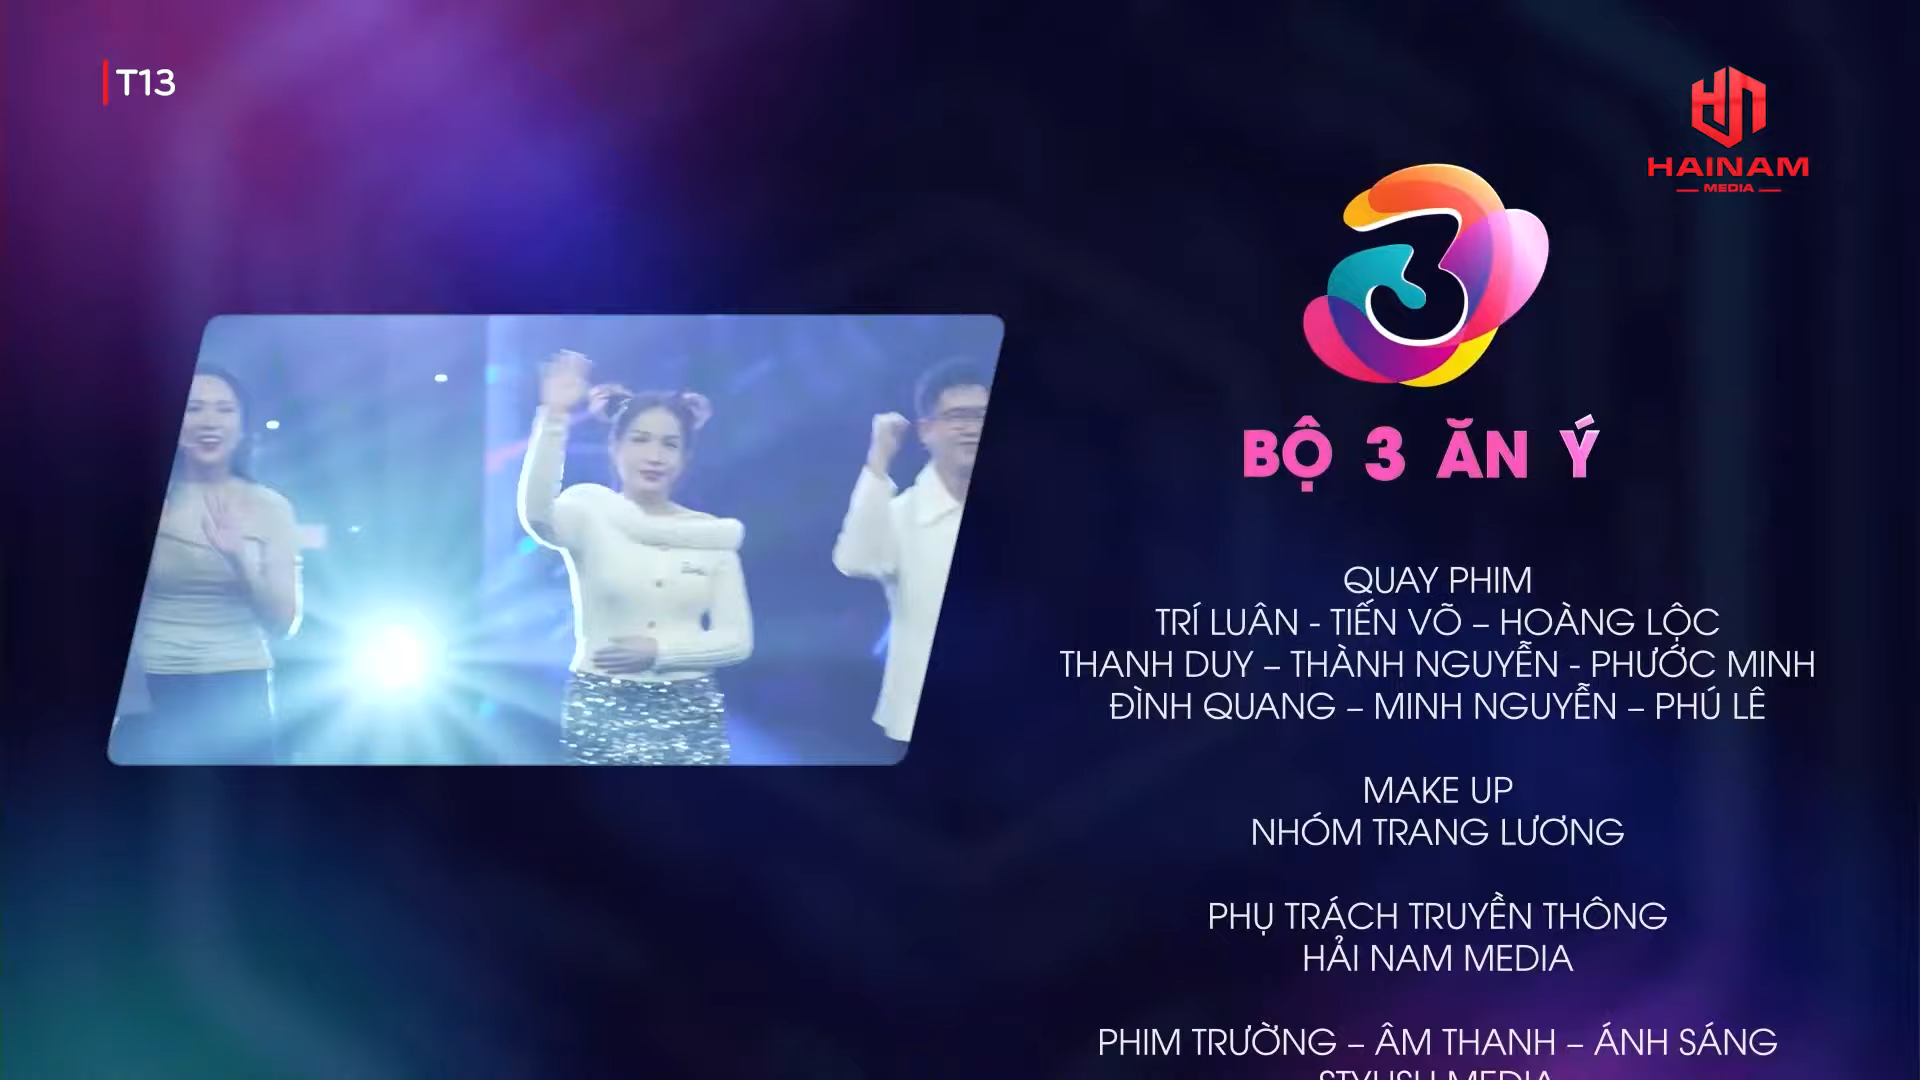 T13
HAINAM
MEDIA
BỘ 3 ĂN Ý
QUAY PHIM
TRÍ LUÂN - TIẾN VÕ – HOÀNG LỘC
THANH DUY – THÀNH NGUYỄN - PHƯỚC MINH
ĐÌNH QUANG – MINH NGUYỄN – PHÚ LÊ
MAKE UP
NHÓM TRANG LƯƠNG
PHỤ TRÁCH TRUYỀN THÔNG
HẢI NAM MEDIA
PHIM TRƯỜNG – ÂM THANH – ÁNH SÁNG